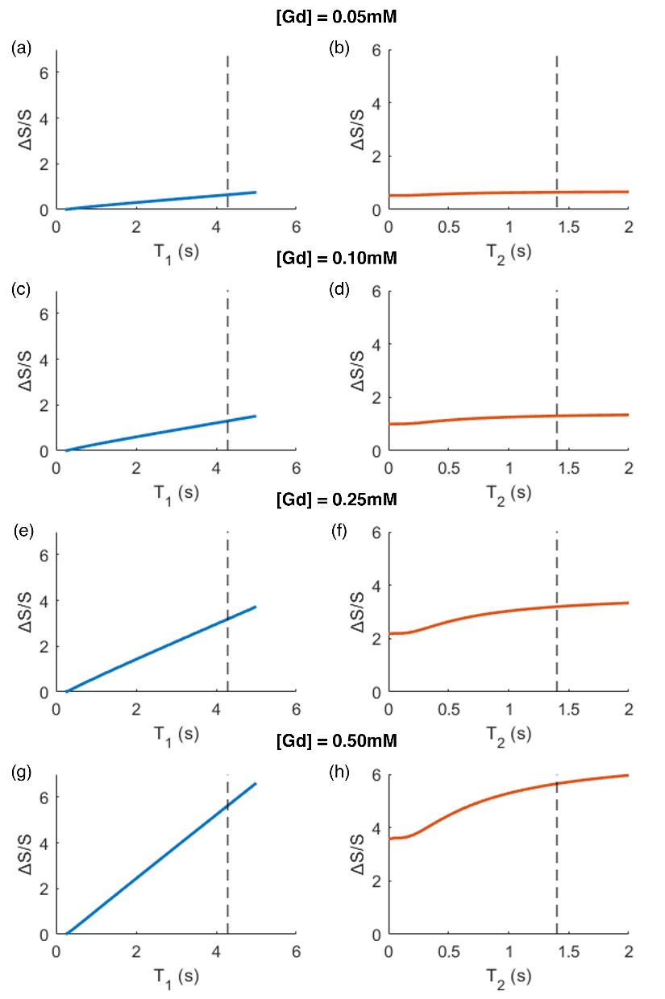 [Gd] = 0.05mM
(a) (b)
6 6
4 4
2 2
0 0
ΔS/S ΔS/S
0 2 4 6 0 0.5 1 1.5 2
T1 (s) T2 (s)
[Gd] = 0.10mM
(c) (d)
6 6
4 4
2 2
0 0
ΔS/S ΔS/S
0 2 4 6 0 0.5 1 1.5 2
T1 (s) T2 (s)
[Gd] = 0.25mM
(e) (f)
6 6
4 4
2 2
0 0
ΔS/S ΔS/S
0 2 4 6 0 0.5 1 1.5 2
T1 (s) T2 (s)
[Gd] = 0.50mM
(g) (h)
6 6
4 4
2 2
0 0
ΔS/S ΔS/S
0 2 4 6 0 0.5 1 1.5 2
T1 (s) T2 (s)